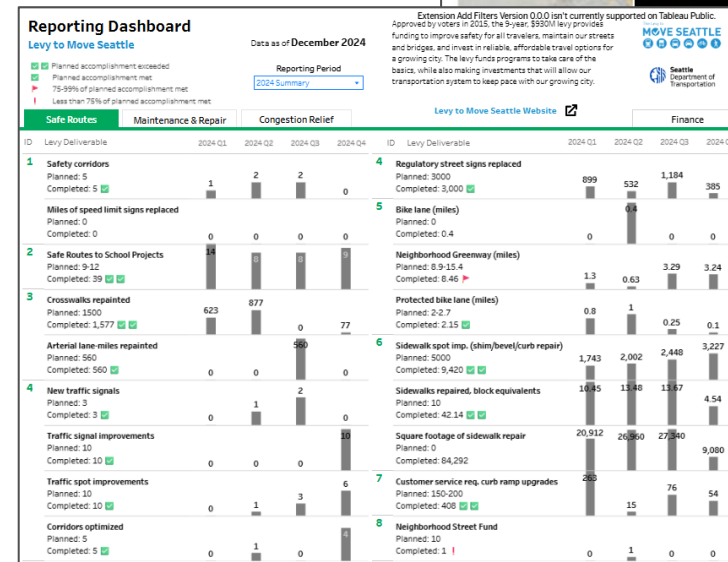 Extension Add Filters Version 0.0.0 isn't currently supported on Tableau Public.
Reporting Dashboard
Levy to Move Seattle
Data as of December 2024
Planned accomplishment exceeded
Planned accomplishment met
75-99% of planned accomplishment met
Less than 75% of planned accomplishment met
Reporting Period
2024 Summary
Approved by voters in 2015, the 9-year, $930M levy provides
funding to improve safety for all travelers, maintain our streets
and bridges, and invest in reliable, affordable travel options for
a growing city. The levy funds programs to take care of the
basics, while also making investments that will allow our
transportation system to keep pace with our growing city.
Levy to Move Seattle Website
MOVE SEATTLE
Seattle
Department of
Transportation
Safe Routes
Maintenance & Repair
Congestion Relief
Finance
ID Levy Deliverable 2024 Q1 2024 Q2 2024 Q3 2024 Q4
1 Safety corridors
Planned: 5
Completed: 5
1 2 2 0
Miles of speed limit signs replaced
Planned: 0
Completed: 0
0 0 0 0
2 Safe Routes to School Projects
Planned: 9-12
Completed: 39
14 8 8 9
3 Crosswalks repainted
Planned: 1500
Completed: 1,577
623 877 0 77
Arterial lane-miles repainted
Planned: 560
Completed: 560
0 0 560 0
4 New traffic signals
Planned: 3
Completed: 3
0 1 2 0
Traffic signal improvements
Planned: 10
Completed: 10
0 0 0 10
Traffic spot improvements
Planned: 10
Completed: 10
0 1 3 6
Corridors optimized
Planned: 5
Completed: 5
0 1 0 4
ID Levy Deliverable 2024 Q1 2024 Q2 2024 Q3 2024
4 Regulatory street signs replaced
Planned: 3000
Completed: 3,000
899 532 1,184 385
5 Bike lane (miles)
Planned: 0
Completed: 0.4
0 0.4 0 0
Neighborhood Greenway (miles)
Planned: 8.9-15.4
Completed: 8.46
1.3 0.63 3.29 3.24
Protected bike lane (miles)
Planned: 2-2.7
Completed: 2.15
0.8 1 0.25 0.1
6 Sidewalk spot imp. (shim/bevel/curb repair)
Planned: 5000
Completed: 9,420
1,743 2,002 2,448 3,227
Sidewalks repaired, block equivalents
Planned: 10
Completed: 42.14
10.45 13.48 13.67 4.54
Square footage of sidewalk repair
Planned: 0
Completed: 84,292
20,912 26,960 27,340 9,080
7 Customer service req. curb ramp upgrades
Planned: 150-200
Completed: 408
263 15 76 54
8 Neighborhood Street Fund
Planned: 10
Completed: 1
0 1 0 0